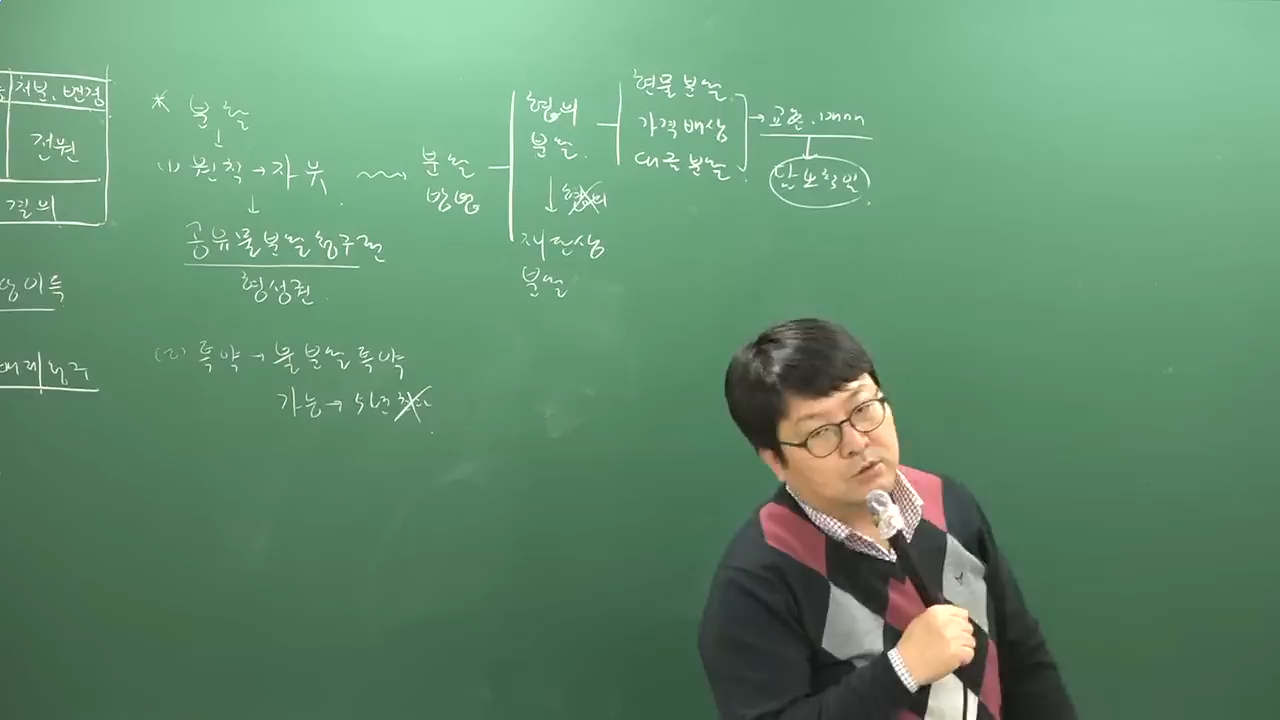 처분, 변경
전원
결의
상이득
* 분할
↓
(1) 원칙 → 자유
↓
공유물분할청구권
형성권
(2) 특약 → 불분할특약
가능 → 5년
분할
방법
협의
분할
↓ 협의
재판상
분할
현물분할
가격배상
대금분할
→ 교환, 매매
담보책임